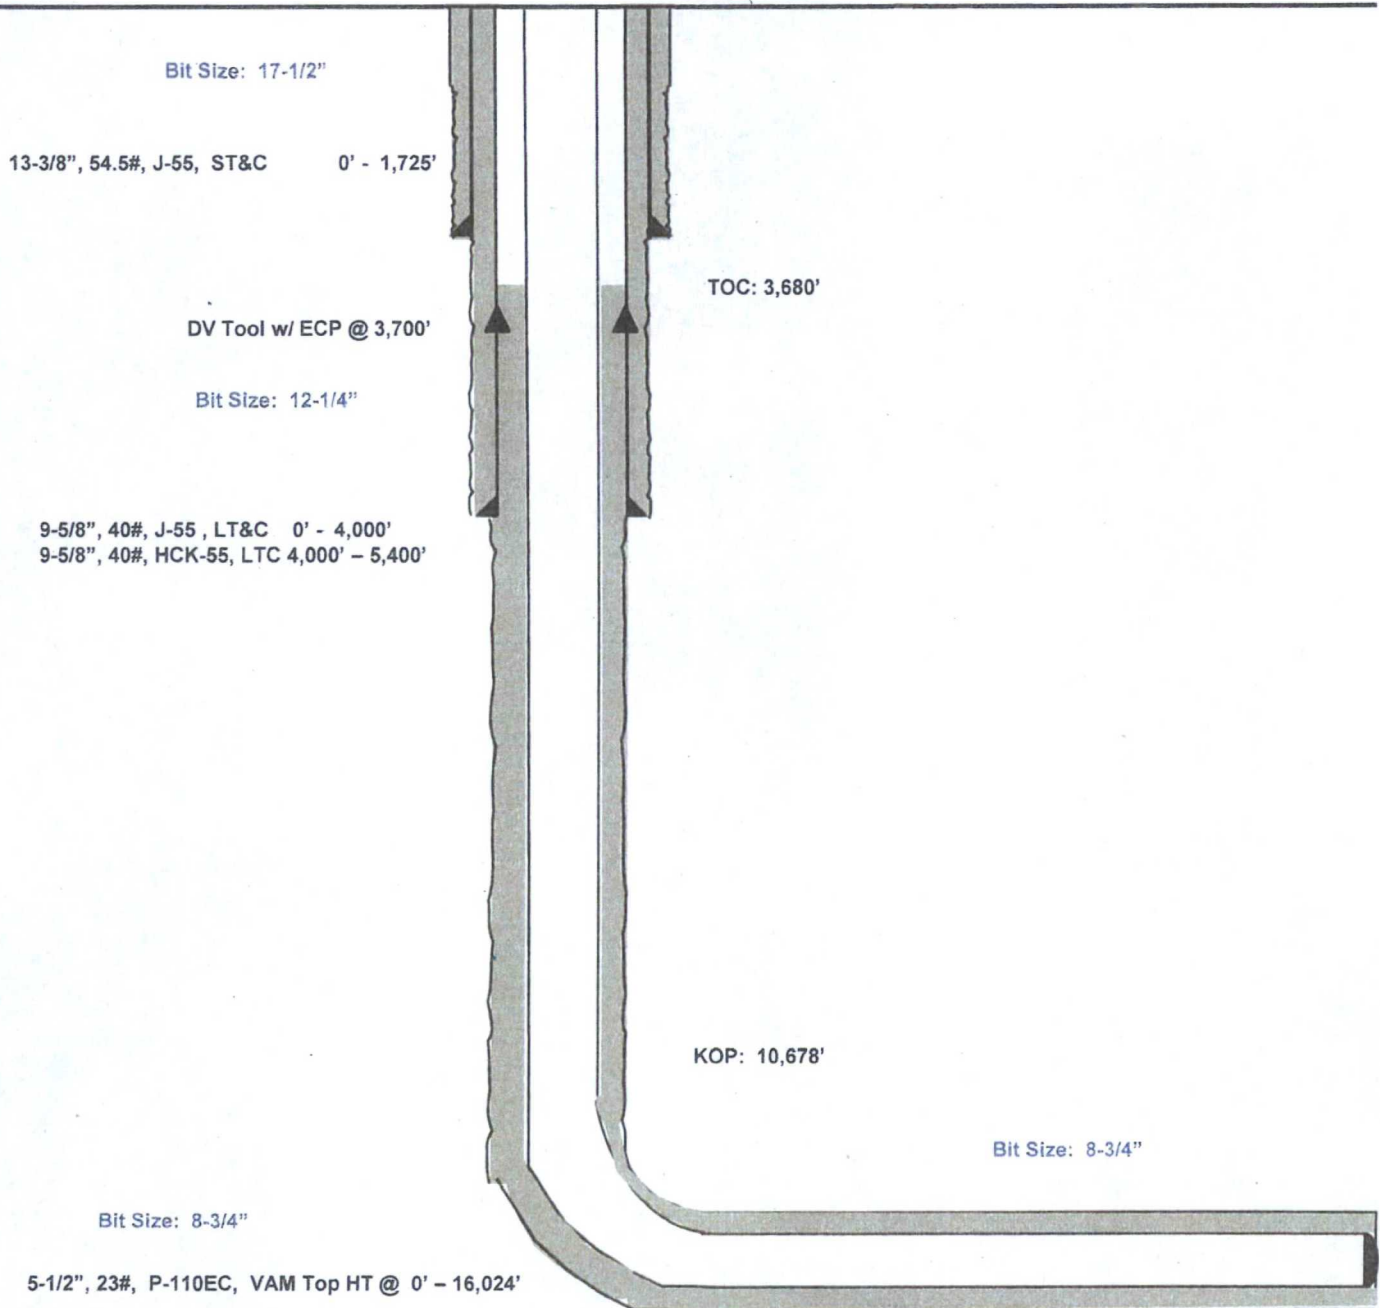 Bit Size: 17-1/2”
13-3/8”, 54.5#, J-55, ST&C 0’ - 1,725’
TOC: 3,680’
DV Tool w/ ECP @ 3,700’
Bit Size: 12-1/4”
9-5/8”, 40#, J-55 , LT&C 0’ - 4,000’
9-5/8”, 40#, HCK-55, LTC 4,000’ – 5,400’
KOP: 10,678’
Bit Size: 8-3/4”
Bit Size: 8-3/4”
5-1/2”, 23#, P-110EC, VAM Top HT @ 0’ – 16,024’